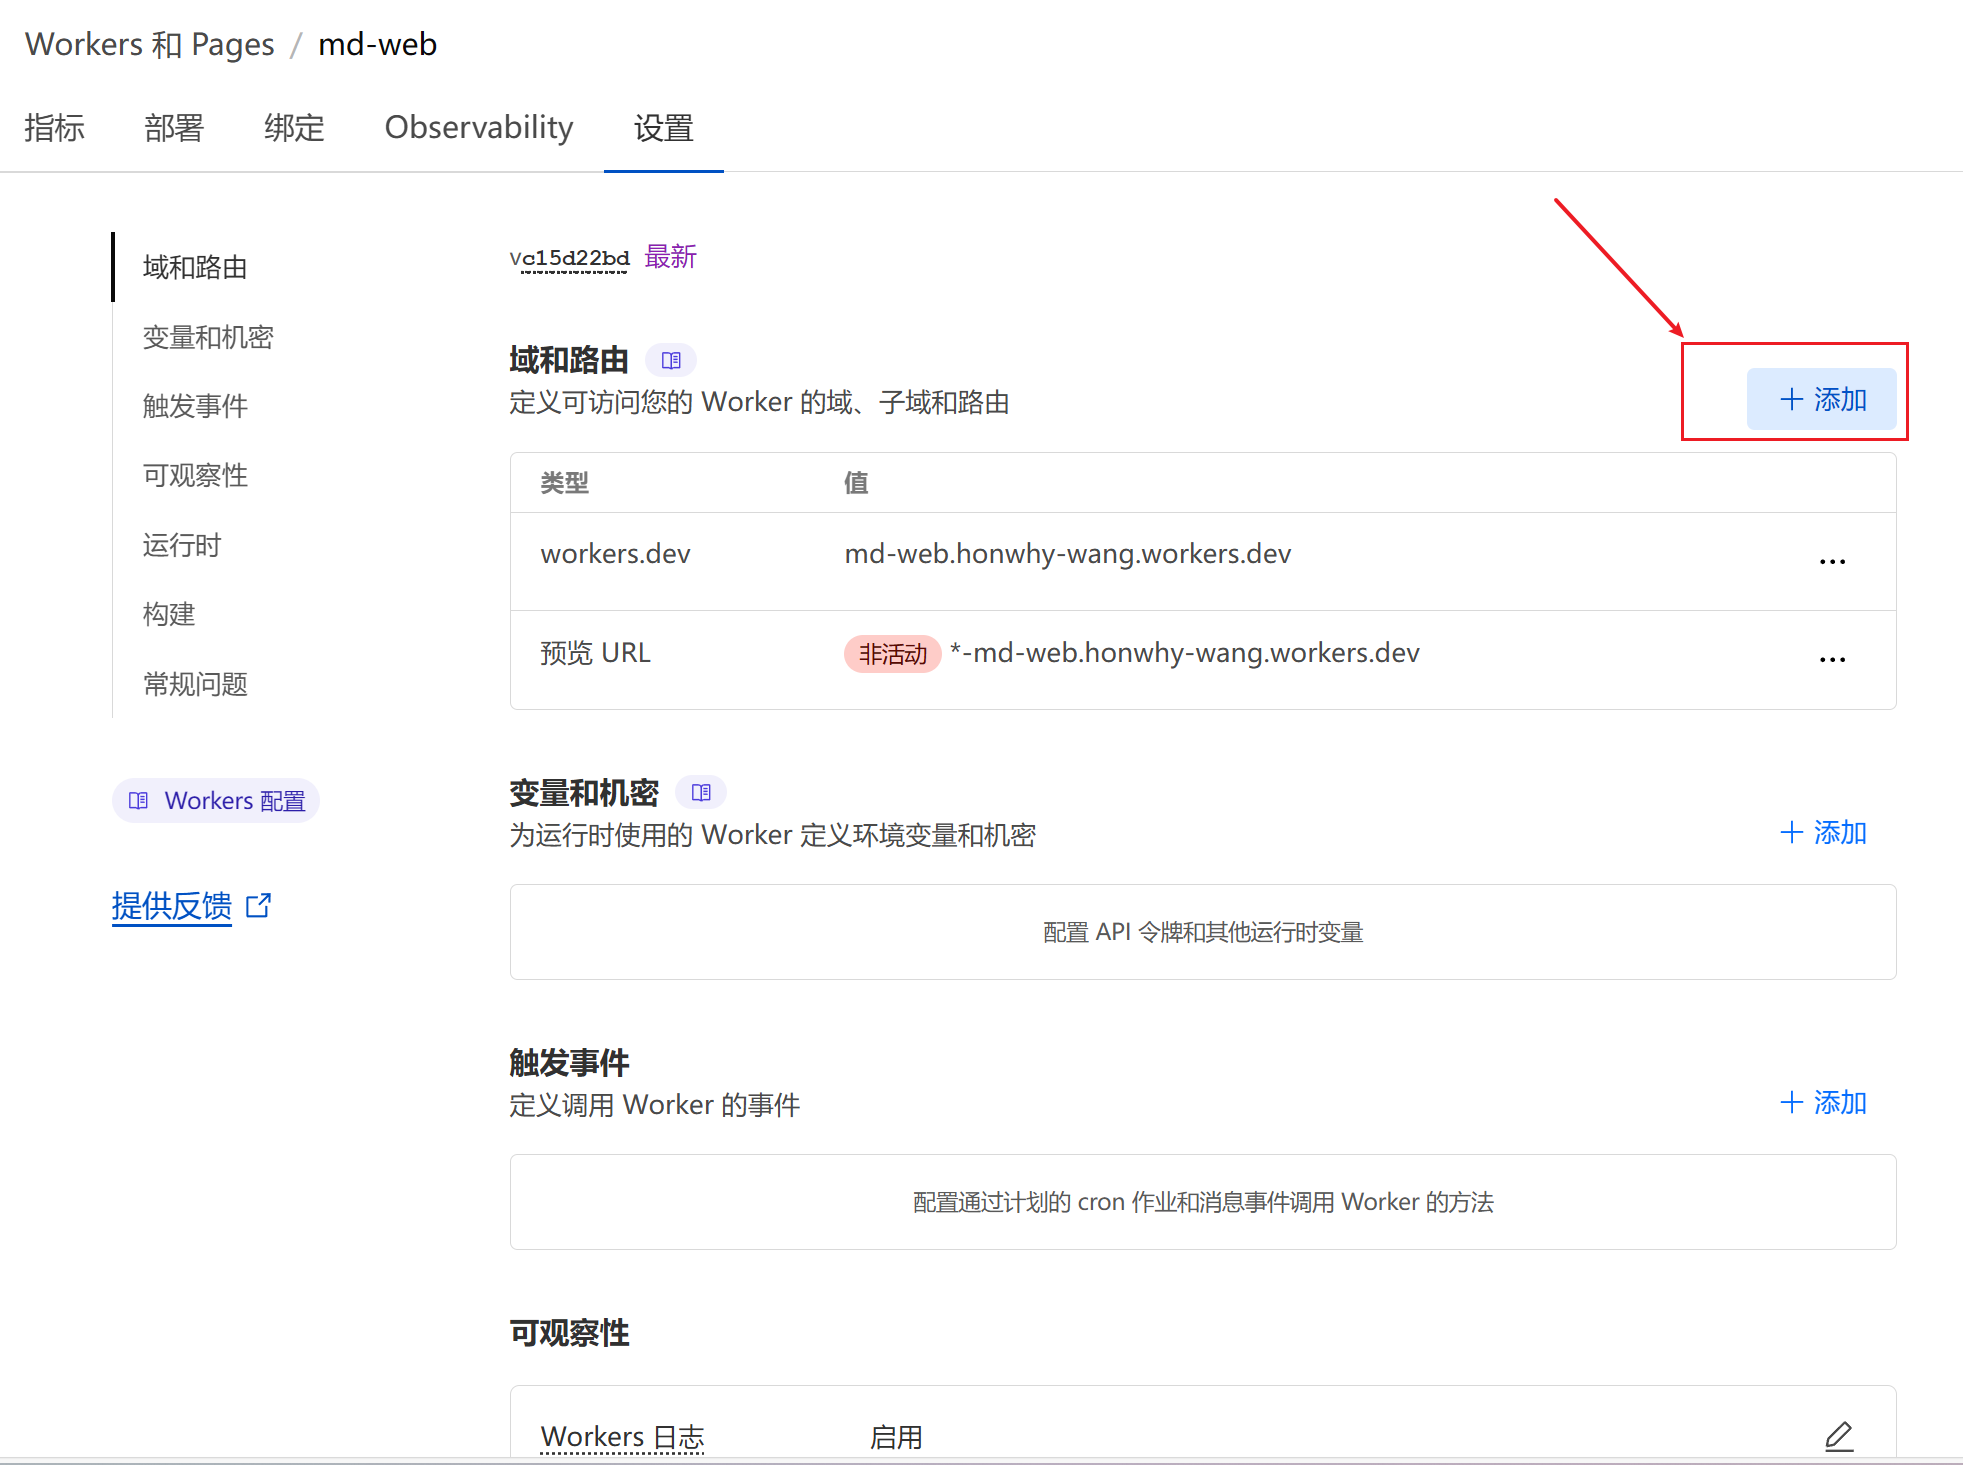 Workers 和 Pages / md-web
指标 部署 绑定 Observability 设置
域和路由
变量和机密
触发事件
可观察性
运行时
构建
常规问题
Workers 配置
提供反馈
vc15d22bd 最新
域和路由
定义可访问您的 Worker 的域、子域和路由
添加
类型 值
workers.dev md-web.honwhy-wang.workers.dev ...
预览 URL 非活动 *-md-web.honwhy-wang.workers.dev ...
变量和机密
为运行时使用的 Worker 定义环境变量和机密
添加
配置 API 令牌和其他运行时变量
触发事件
定义调用 Worker 的事件
添加
配置通过计划的 cron 作业和消息事件调用 Worker 的方法
可观察性
Workers 日志 启用